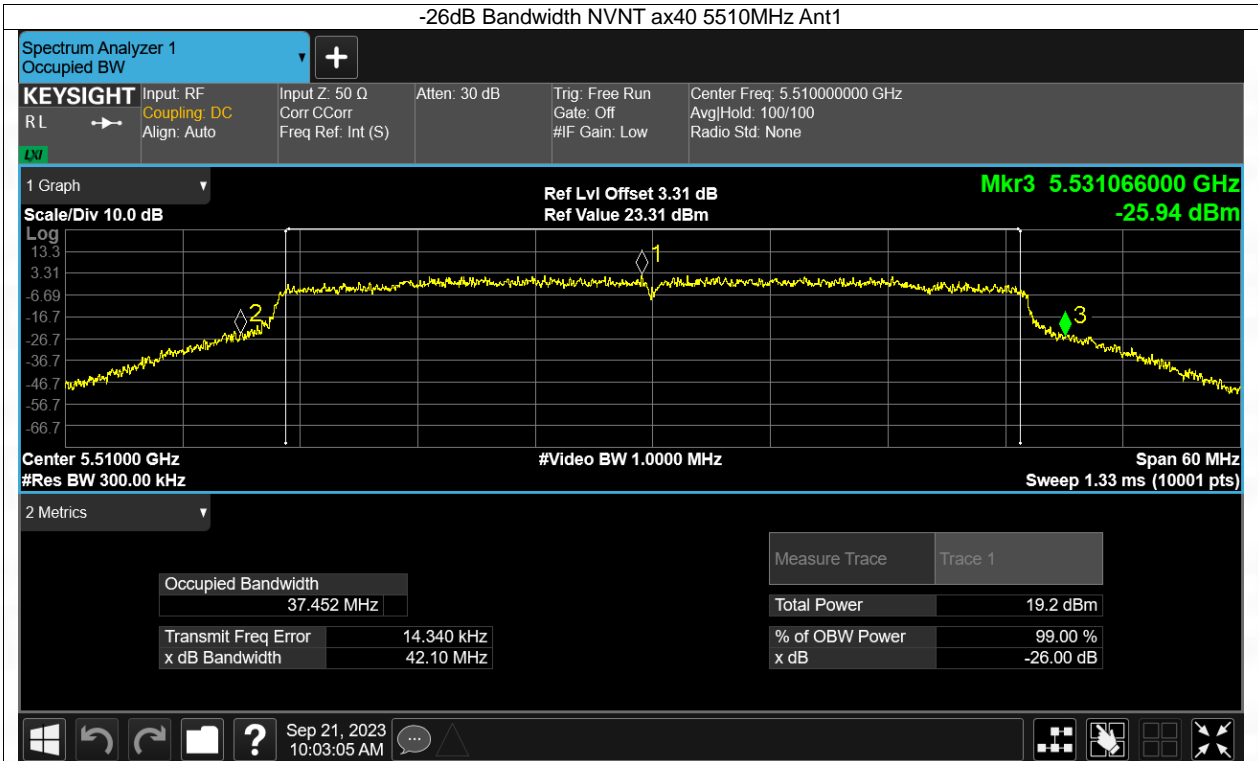 -26dB Bandwidth NVNT ax40 5510MHz Ant1
Spectrum Analyzer 1
Occupied BW
KEYSIGHT
Input: RF
Input Z: 50 Ω
Atten: 30 dB
Trig: Free Run
Center Freq: 5.510000000 GHz
RL
Coupling: DC
Corr CCorr
Gate: Off
Avg|Hold: 100/100
Align: Auto
Freq Ref: Int (S)
#IF Gain: Low
Radio Std: None
LXI
1 Graph
Ref Lvl Offset 3.31 dB
Mkr3 5.531066000 GHz
Scale/Div 10.0 dB
Ref Value 23.31 dBm
-25.94 dBm
Log
13.3
3.31
-6.69
-16.7
-26.7
-36.7
-46.7
-56.7
-66.7
1
2
3
Center 5.51000 GHz
#Video BW 1.0000 MHz
Span 60 MHz
#Res BW 300.00 kHz
Sweep 1.33 ms (10001 pts)
2 Metrics
Measure Trace
Trace 1
Occupied Bandwidth
37.452 MHz
Total Power
19.2 dBm
Transmit Freq Error
14.340 kHz
% of OBW Power
99.00 %
x dB Bandwidth
42.10 MHz
x dB
-26.00 dB
?
Sep 21, 2023
10:03:05 AM